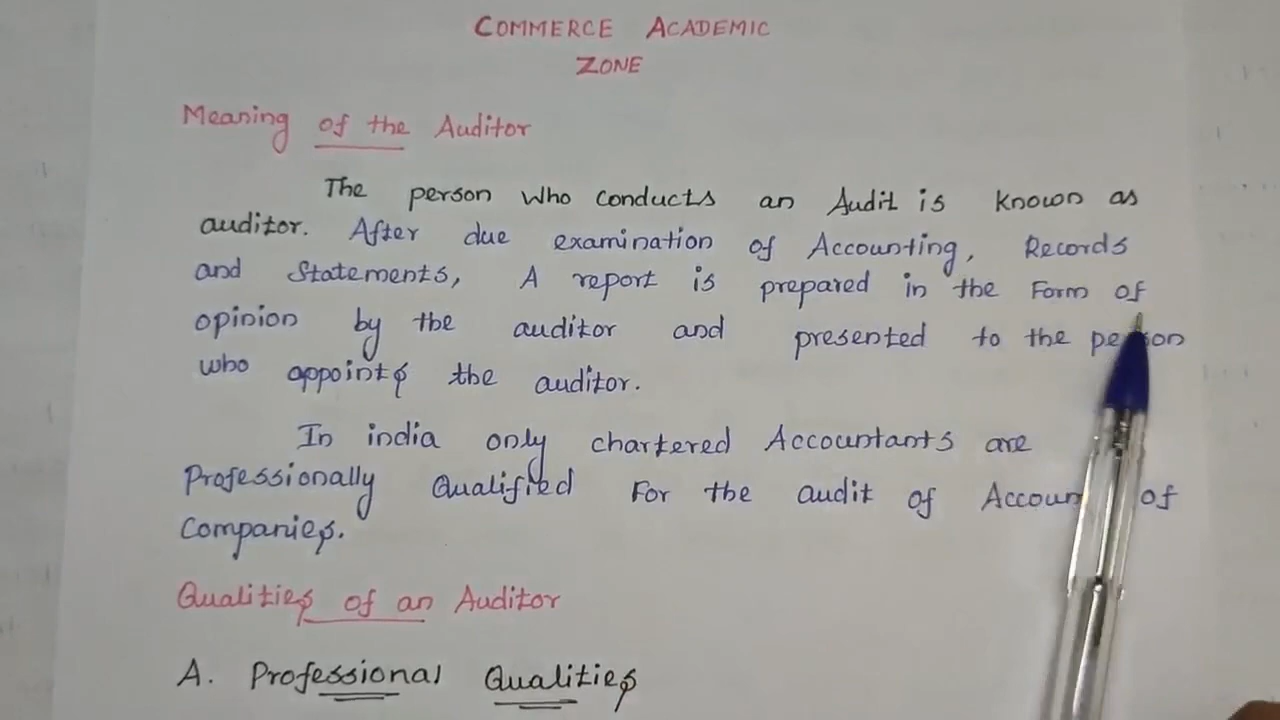 COMMERCE ACADEMIC
ZONE
Meaning of the Auditor
The person who conducts an Audit is known as
auditor. After due examination of Accounting, Records
and Statements, A report is prepared in the Form of
opinion by the auditor and presented to the person
who appoints the auditor.
In india only chartered Accountants are
Professionally Qualified For the audit of Accoun of
Companies.
Qualities of an Auditor
A. Professional Qualities